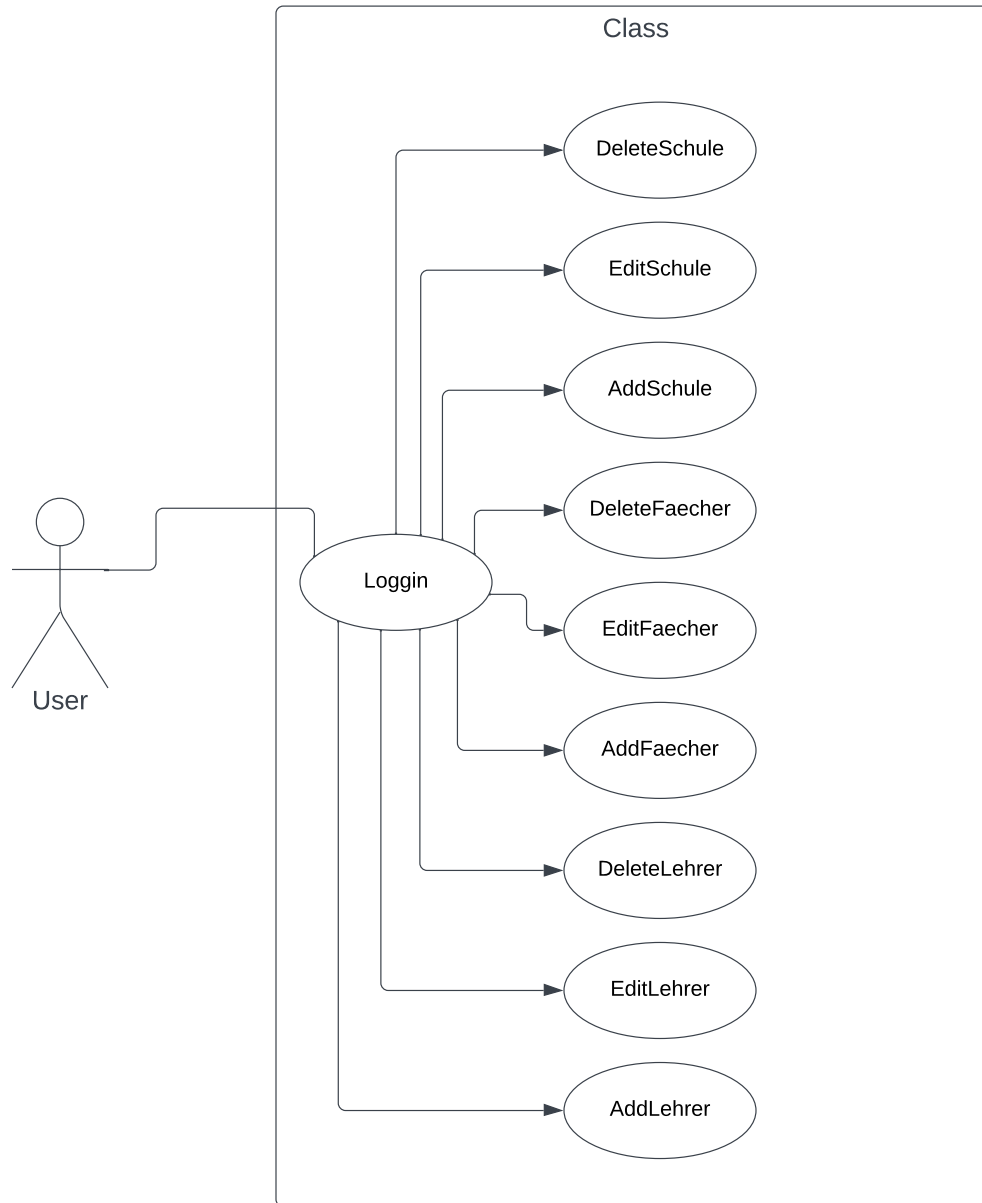 Class
DeleteSchule
EditSchule
AddSchule
DeleteFaecher
Loggin
EditFaecher
User
AddFaecher
DeleteLehrer
EditLehrer
AddLehrer